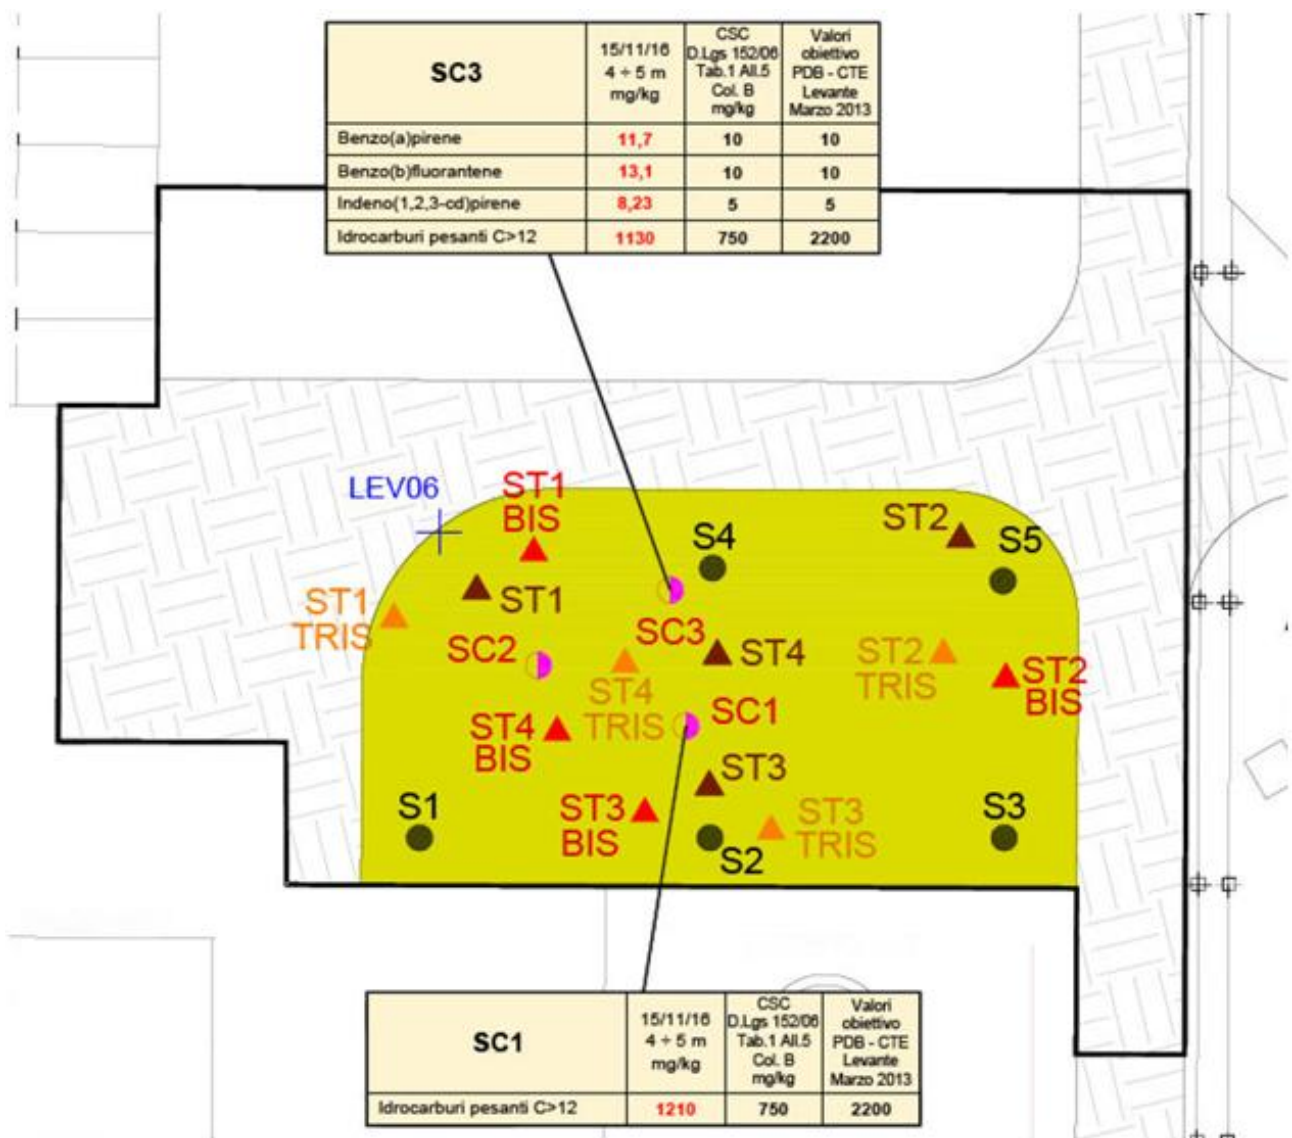 SC3
15/11/16
4 ÷ 5 m
mg/kg
CSC
D.Lgs 152/06
Tab.1 All.5
Col. B
mg/kg
Valori
obiettivo
PDB - CTE
Levante
Marzo 2013
Benzo(a)pirene 11,7 10 10
Benzo(b)fluorantene 13,1 10 10
Indeno(1,2,3-cd)pirene 8,23 5 5
Idrocarburi pesanti C>12 1130 750 2200
LEV06
ST1
BIS
S4
ST2
S5
ST1
TRIS
ST1
SC2
SC3
ST4
ST4
TRIS
ST2
TRIS
ST2
BIS
SC1
ST4
BIS
ST3
S1
ST3
BIS
S2
ST3
TRIS
S3
SC1
15/11/16
4 ÷ 5 m
mg/kg
CSC
D.Lgs 152/06
Tab.1 All.5
Col. B
mg/kg
Valori
obiettivo
PDB - CTE
Levante
Marzo 2013
Idrocarburi pesanti C>12 1210 750 2200